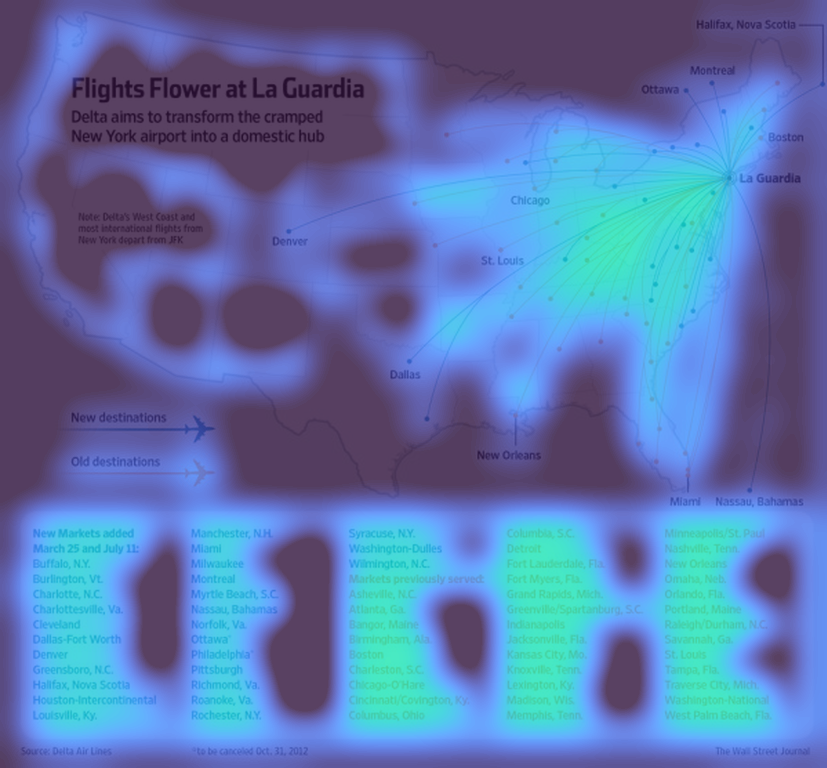 Halifax, Nova Scotia
Montreal
Ottawa
Flights Flower at La Guardia
Delta aims to transform the cramped
New York airport into a domestic hub
Boston
La Guardia
Chicago
Note: Delta's West Coast and
most international flights from
New York depart from JFK
Denver
St. Louis
Dallas
New destinations
Old destinations
New Orleans
Miami
Nassau, Bahamas
New Markets added
March 25 and July 11:
Buffalo, N.Y.
Burlington, Vt.
Charlotte, N.C.
Charlottesville, Va.
Cleveland
Dallas-Fort Worth
Denver
Greensboro, N.C.
Halifax, Nova Scotia
Houston-Intercontinental
Louisville, Ky.
Manchester, N.H.
Miami
Milwaukee
Montreal
Myrtle Beach, S.C.
Nassau, Bahamas
Norfolk, Va.
Ottawa*
Philadelphia*
Pittsburgh
Richmond, Va.
Roanoke, Va.
Rochester, N.Y.
Syracuse, N.Y.
Washington-Dulles
Wilmington, N.C.
Markets previously served:
Asheville, N.C.
Atlanta, Ga.
Bangor, Maine
Birmingham, Ala.
Boston
Charleston, S.C.
Chicago-O'Hare
Cincinnati/Covington, Ky.
Columbus, Ohio
Columbia, S.C.
Detroit
Fort Lauderdale, Fla.
Fort Myers, Fla.
Grand Rapids, Mich.
Greenville/Spartanburg, S.C.
Indianapolis
Jacksonville, Fla.
Kansas City, Mo.
Knoxville, Tenn.
Lexington, Ky.
Madison, Wis.
Memphis, Tenn.
Minneapolis/St. Paul
Nashville, Tenn.
New Orleans
Omaha, Neb.
Orlando, Fla.
Portland, Maine
Raleigh/Durham, N.C.
Savannah, Ga.
St. Louis
Tampa, Fla.
Traverse City, Mich.
Washington-National
West Palm Beach, Fla.
Source: Delta Air Lines
*to be canceled Oct. 31, 2012
The Wall Street Journal